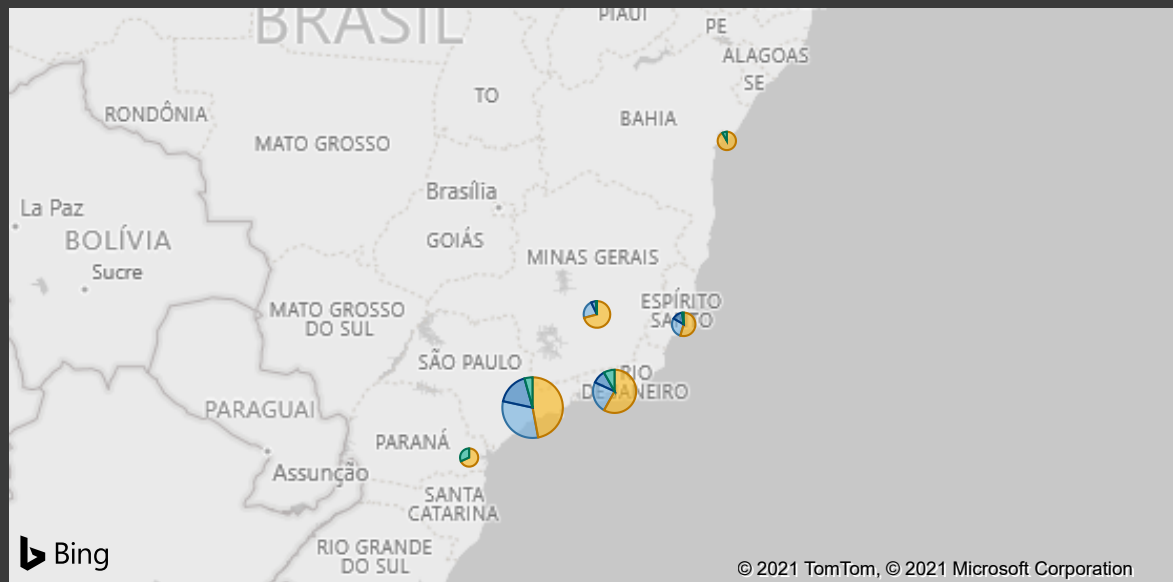 BRASIL
PIAUÍ
PE
ALAGOAS
SE
TO
RONDÔNIA
BAHIA
MATO GROSSO
Brasília
La Paz
BOLÍVIA
GOIÁS
MINAS GERAIS
Sucre
MATO GROSSO
DO SUL
ESPÍRITO
SANTO
SÃO PAULO
RIO
DE JANEIRO
PARAGUAI
PARANÁ
Assunção
SANTA
CATARINA
RIO GRANDE
DO SUL
Bing
© 2021 TomTom, © 2021 Microsoft Corporation